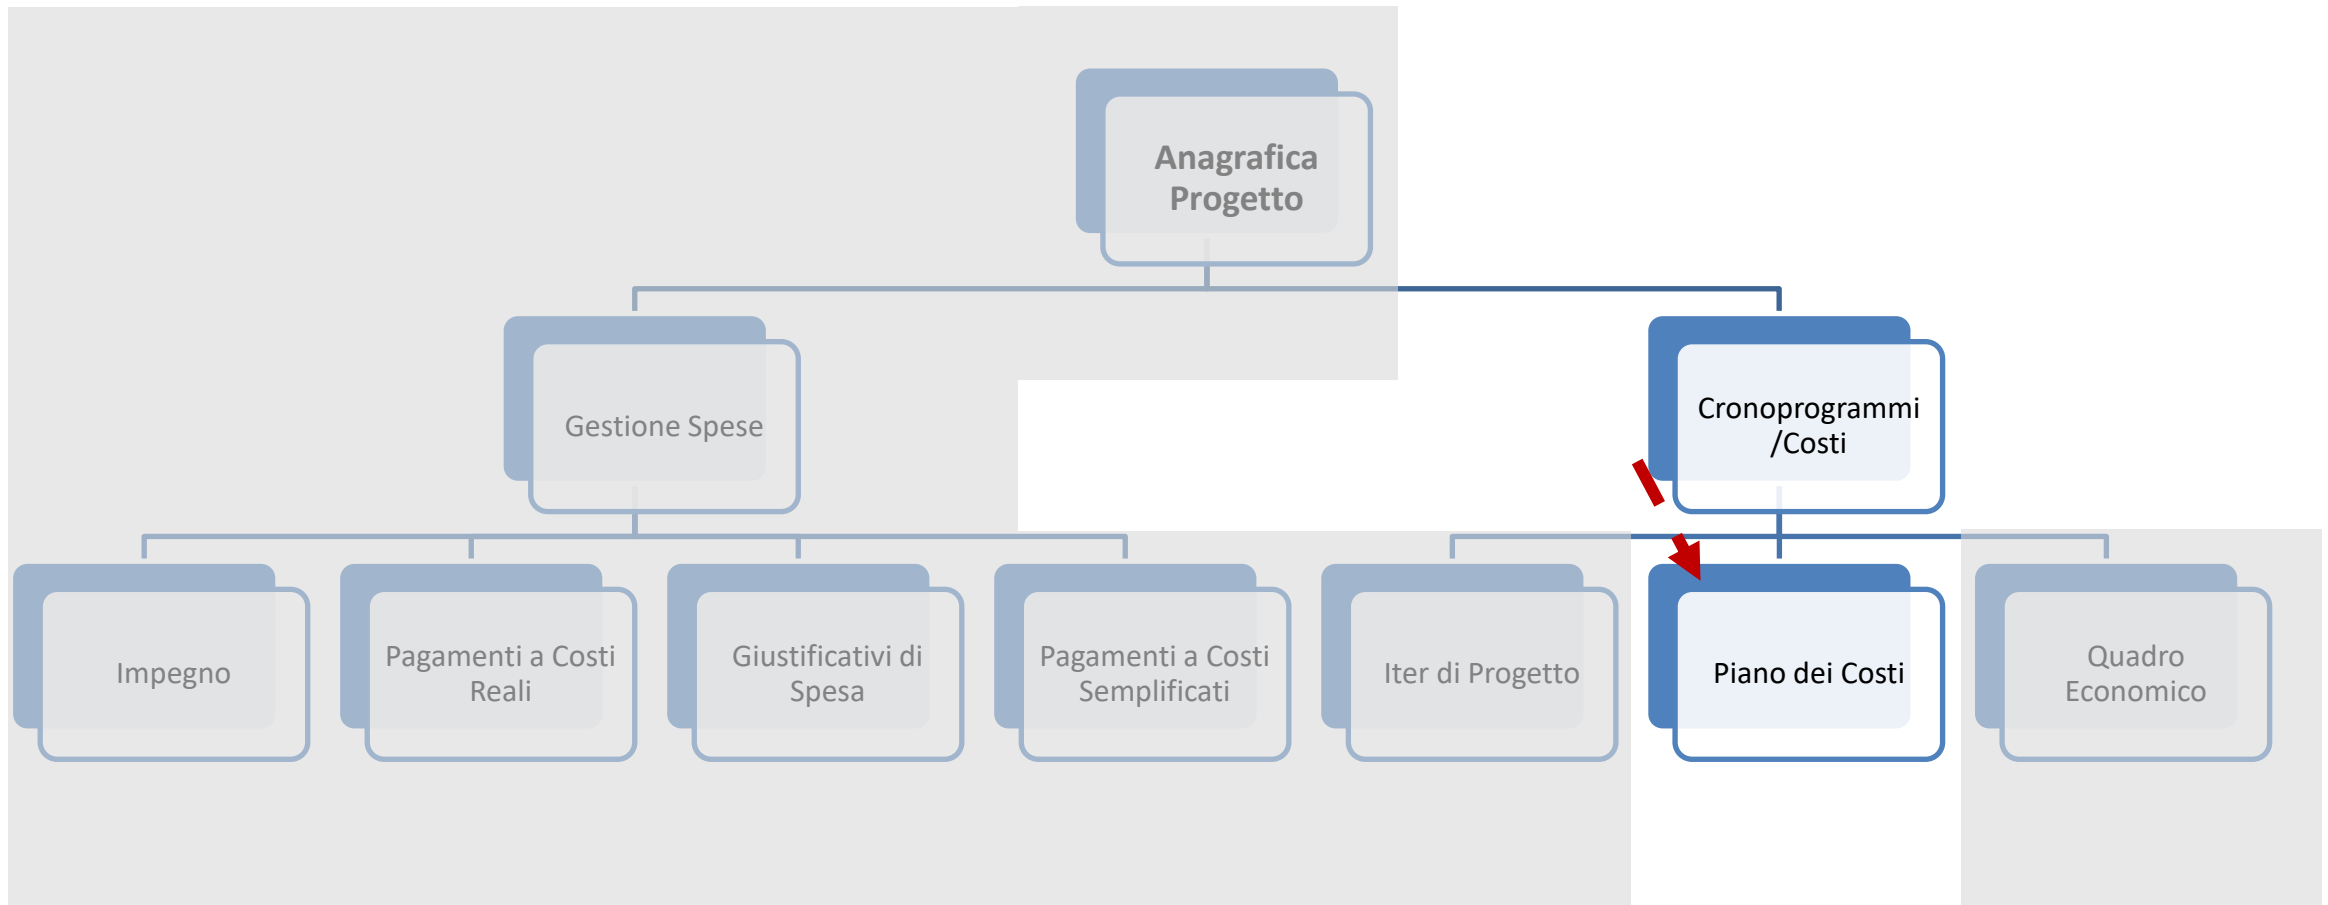 Anagrafica
Progetto
Gestione Spese
Cronoprogrammi
/Costi
Impegno
Pagamenti a Costi
Reali
Giustificativi di
Spesa
Pagamenti a Costi
Semplificati
Iter di Progetto
Piano dei Costi
Quadro
Economico